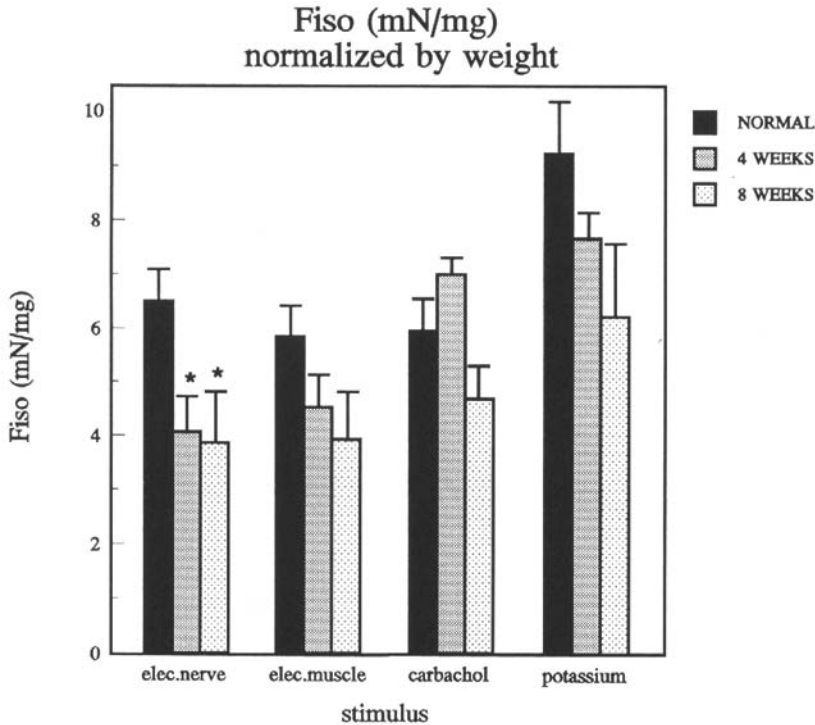 Fiso (mN/mg)
normalized by weight
Fiso (mN/mg)
10
8
6
4
2
0
* *
NORMAL
4 WEEKS
8 WEEKS
elec.nerve elec.muscle carbachol potassium
stimulus